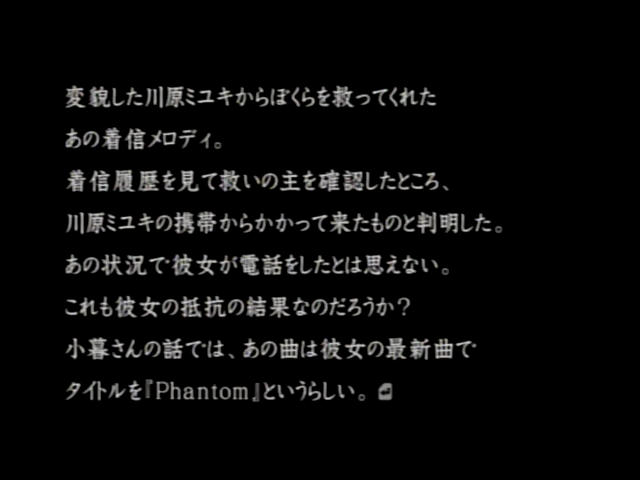 変貌した川原ミユキからぼくらを救ってくれた
あの着信メロディ。
着信履歴を見て救いの主を確認したところ、
川原ミユキの携帯からかかって来たものと判明した。
あの状況で彼女が電話をしたとは思えない。
これも彼女の抵抗の結果なのだろうか？
小暮さんの話では、あの曲は彼女の最新曲で
タイトルを『Phantom』というらしい。